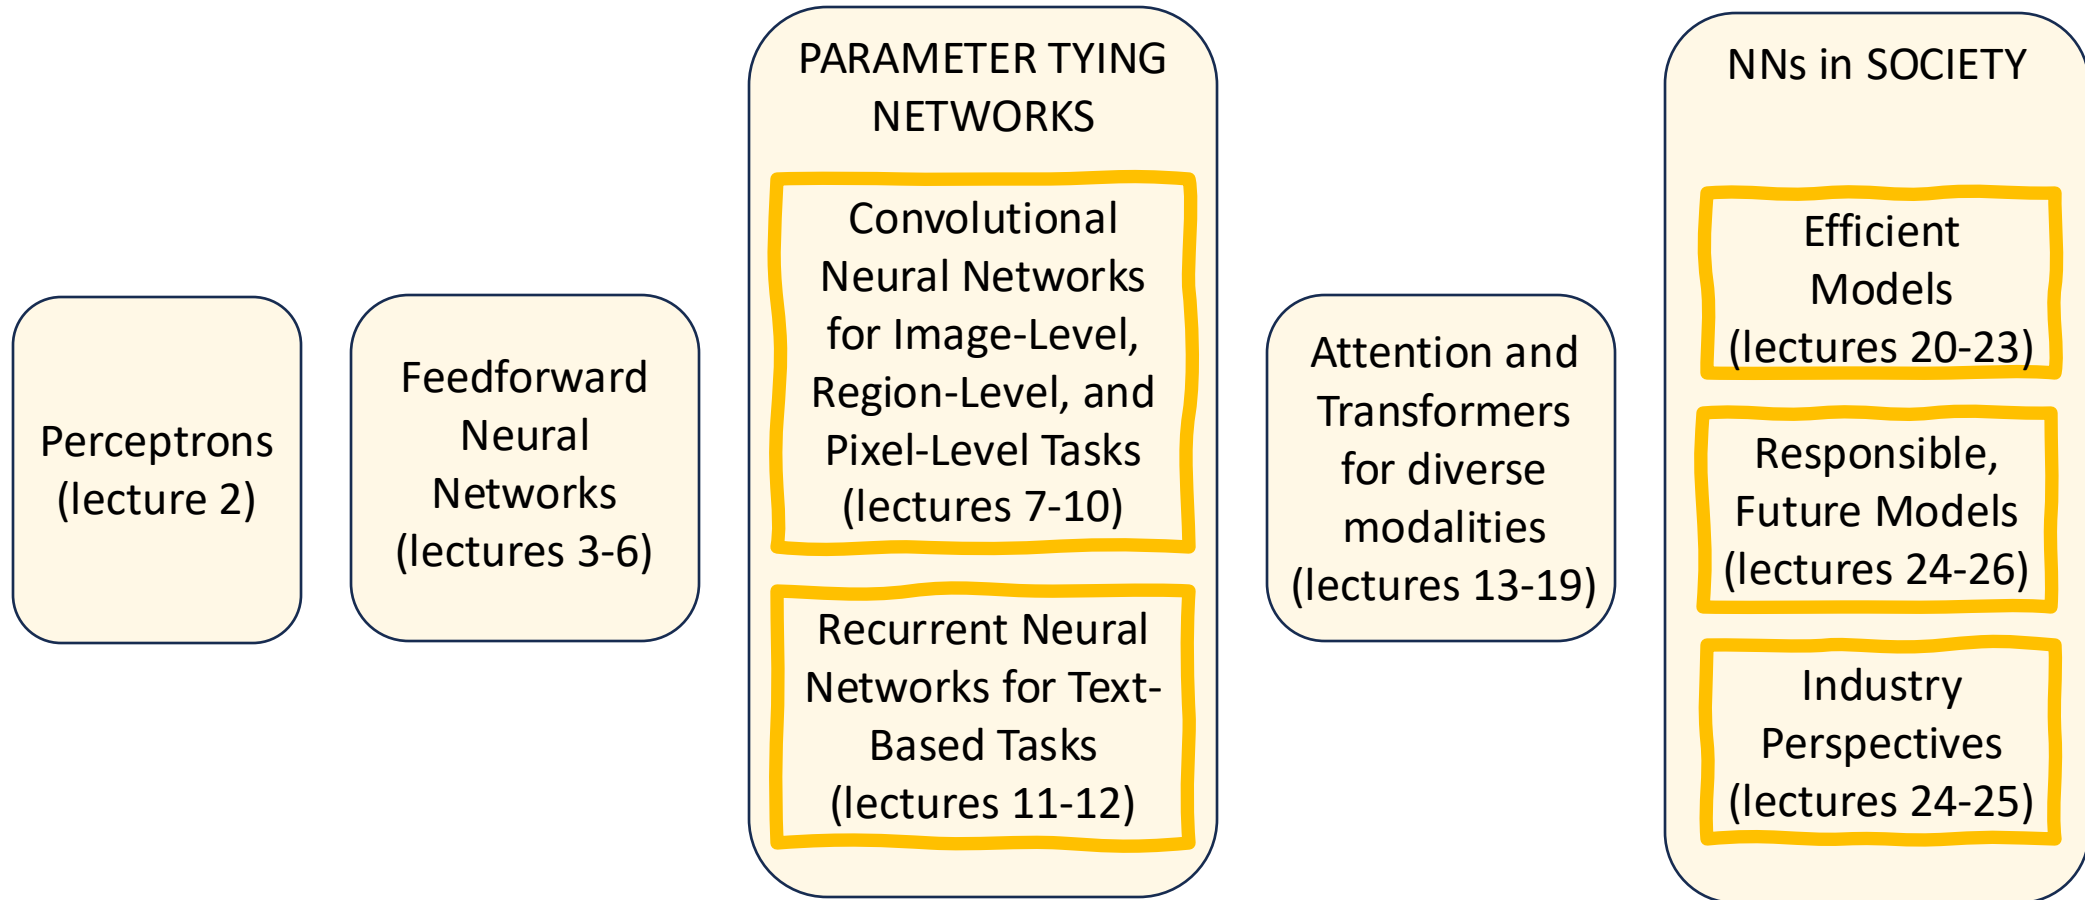 Perceptrons
(lecture 2)
Feedforward
Neural
Networks
(lectures 3-6)
PARAMETER TYING
NETWORKS
Convolutional
Neural Networks
for Image-Level,
Region-Level, and
Pixel-Level Tasks
(lectures 7-10)
Recurrent Neural
Networks for Text-
Based Tasks
(lectures 11-12)
Attention and
Transformers
for diverse
modalities
(lectures 13-19)
NNs in SOCIETY
Efficient
Models
(lectures 20-23)
Responsible,
Future Models
(lectures 24-26)
Industry
Perspectives
(lectures 24-25)